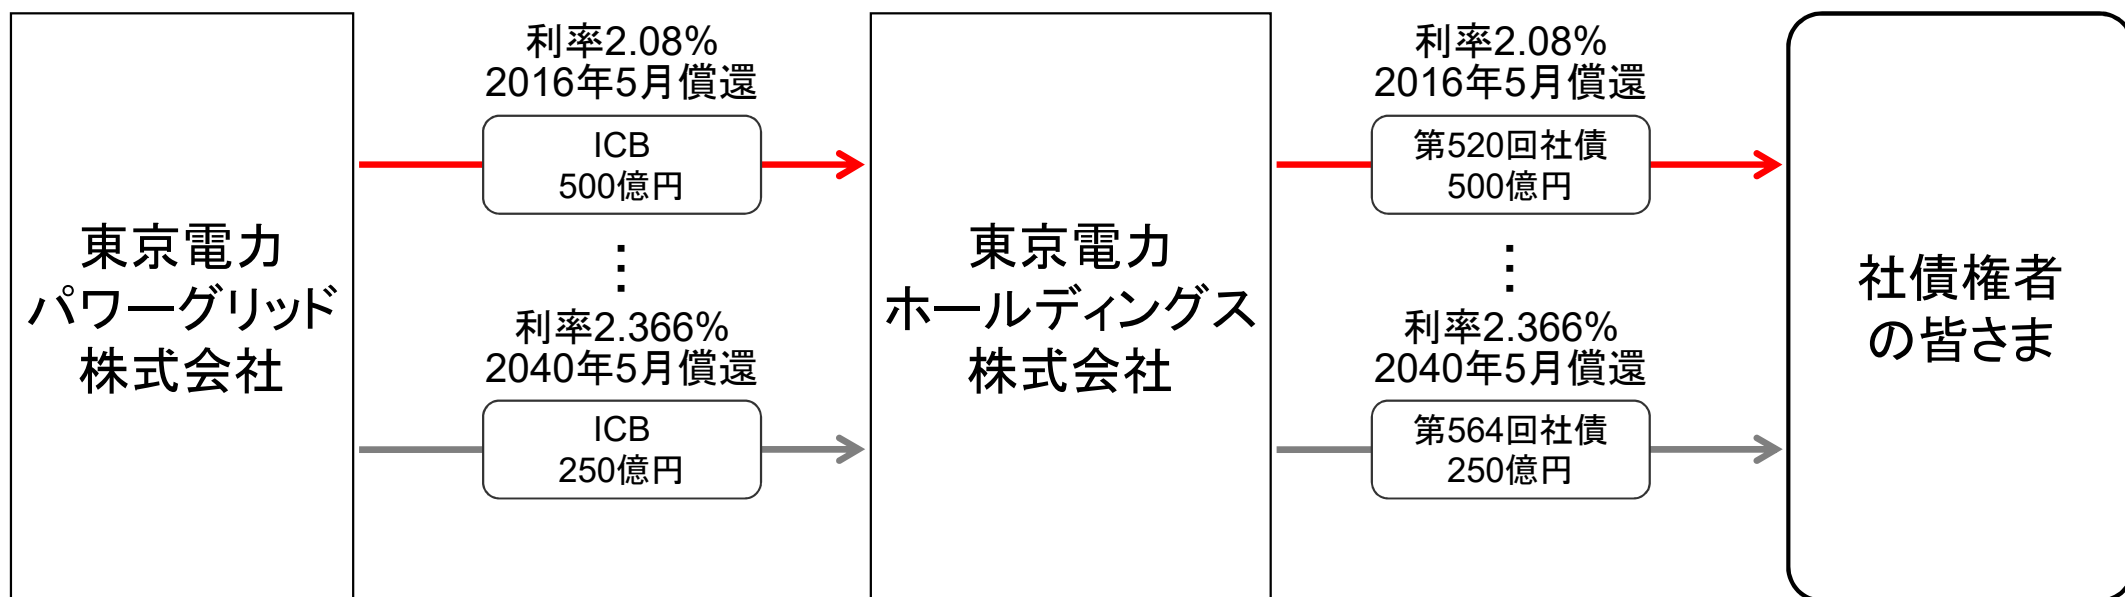 東京電力
パワーグリッド
株式会社
利率2.08%
2016年5月償還
ICB
500億円
⋮
利率2.366%
2040年5月償還
ICB
250億円
東京電力
ホールディングス
株式会社
利率2.08%
2016年5月償還
第520回社債
500億円
⋮
利率2.366%
2040年5月償還
第564回社債
250億円
社債権者
の皆さま